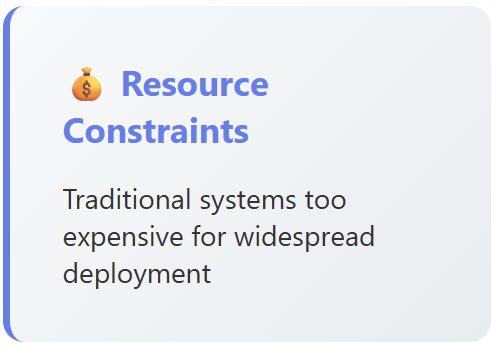 💰 Resource
Constraints
Traditional systems too
expensive for widespread
deployment